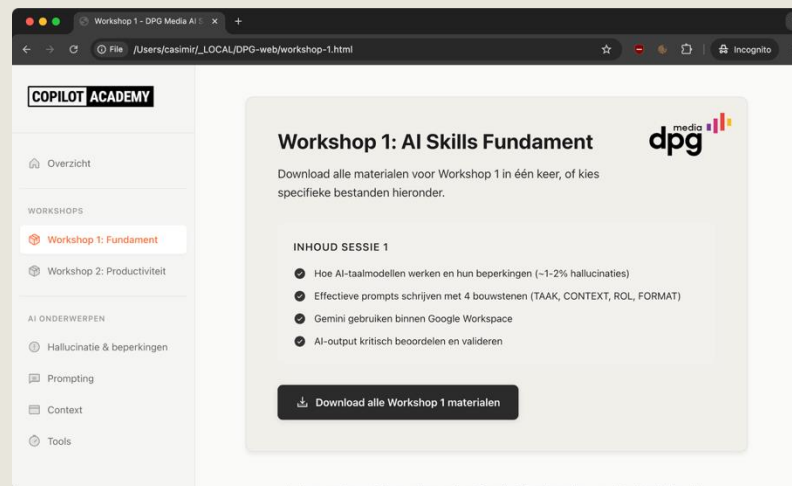 Workshop 1 - DPG Media AI S
File /Users/casimir/_LOCAL/DPG-web/workshop-1.html
Incognito
COPILOT ACADEMY
Overzicht
WORKSHOPS
Workshop 1: Fundament
Workshop 2: Productiviteit
AI ONDERWERPEN
Hallucinatie & beperkingen
Prompting
Context
Tools
Workshop 1: AI Skills Fundament
dpg media
Download alle materialen voor Workshop 1 in één keer, of kies
specifieke bestanden hieronder.
INHOUD SESSIE 1
Hoe AI-taalmodellen werken en hun beperkingen (~1-2% hallucinaties)
Effectieve prompts schrijven met 4 bouwstenen (TAAK, CONTEXT, ROL, FORMAT)
Gemini gebruiken binnen Google Workspace
AI-output kritisch beoordelen en valideren
Download alle Workshop 1 materialen